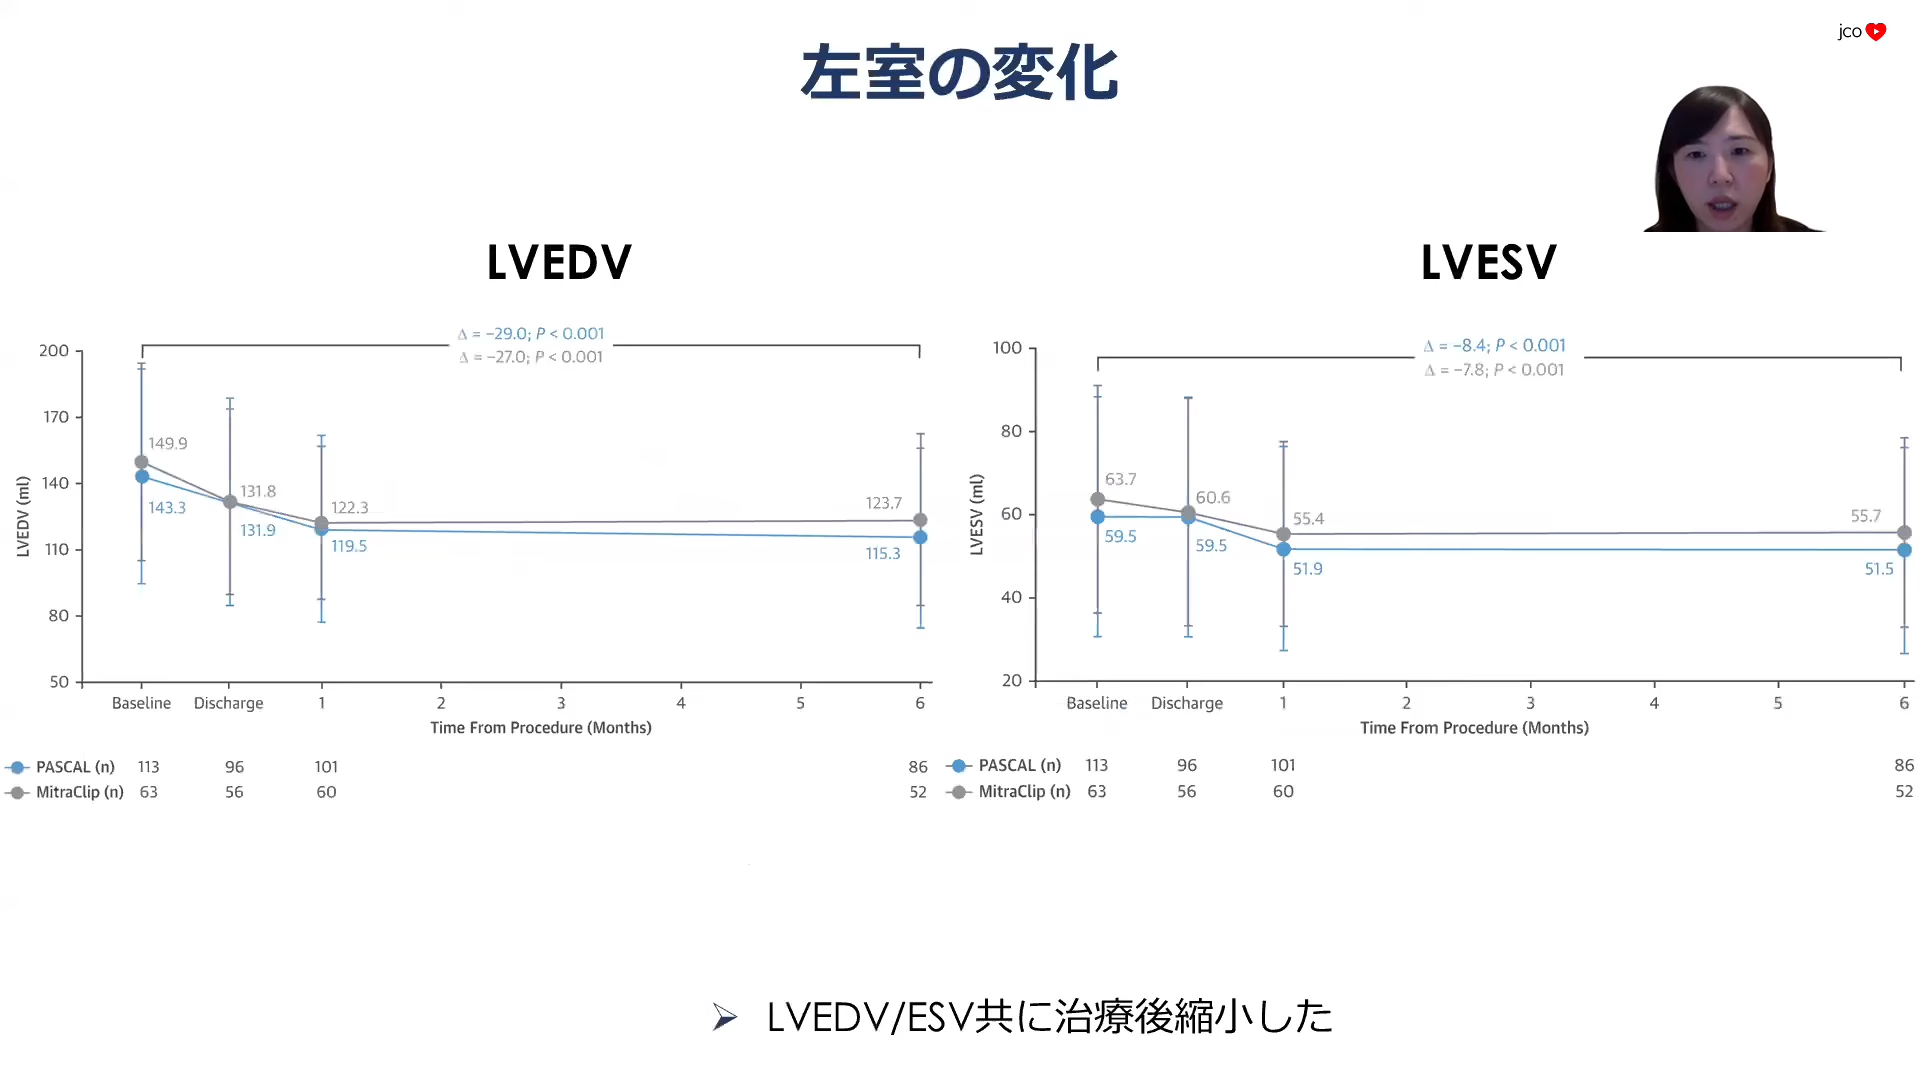 jco
左室の変化
LVEDV
Δ = −29.0; P < 0.001
Δ = −27.0; P < 0.001
200
170
140
110
80
50
LVEDV (ml)
149.9
143.3
131.8
131.9
122.3
119.5
123.7
115.3
Baseline Discharge 1 2 3 4 5 6
Time From Procedure (Months)
PASCAL (n) 113 96 101 86
MitraClip (n) 63 56 60 52
LVESV
Δ = −8.4; P < 0.001
Δ = −7.8; P < 0.001
100
80
60
40
20
LVESV (ml)
63.7
59.5
60.6
59.5
55.4
51.9
55.7
51.5
Baseline Discharge 1 2 3 4 5 6
Time From Procedure (Months)
PASCAL (n) 113 96 101 86
MitraClip (n) 63 56 60 52
➢ LVEDV/ESV共に治療後縮小した